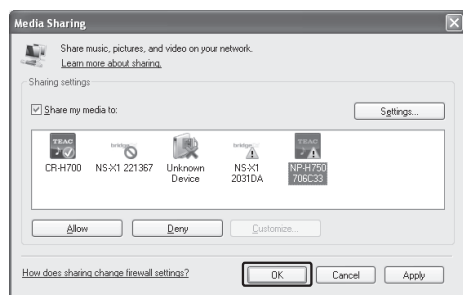 Media Sharing
Share music, pictures, and video on your network.
Learn more about sharing.
Sharing settings
Share my media to:
Settings...
TEAC
bridge
bridge
TEAC
CR-H700
NS-X1 221367
Unknown Device
NS-X1 2031DA
NP-H750 706C33
Allow
Deny
Customize...
How does sharing change firewall settings?
OK
Cancel
Apply